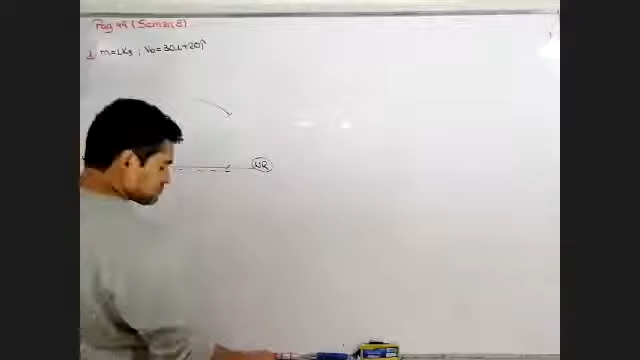 Pag 49 (Semana 8)
1 m=1Kg ; Vo=30i+20j
NR